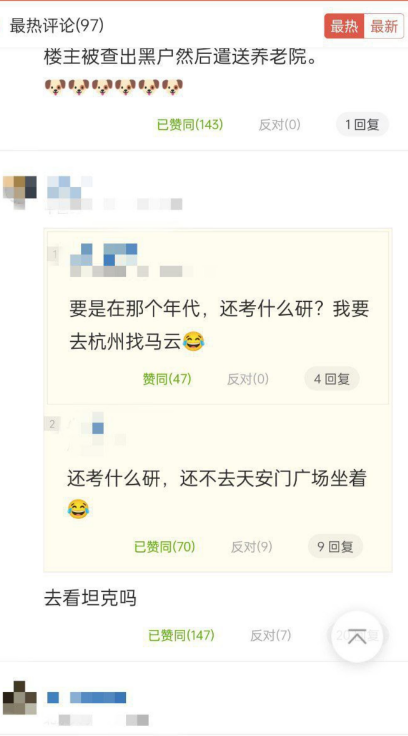 最热评论(97)
最热 最新
楼主被查出黑户然后遣送养老院。
🐶🐶🐶🐶🐶🐶
已赞同(143) 反对(0) 1回复
1
要是在那个年代，还考什么研？我要
去杭州找马云😂
赞同(47) 反对(0) 4回复
2
还考什么研，还不去天安门广场坐着
😂
已赞同(70) 反对(9) 9回复
去看坦克吗
已赞同(147) 反对(7)